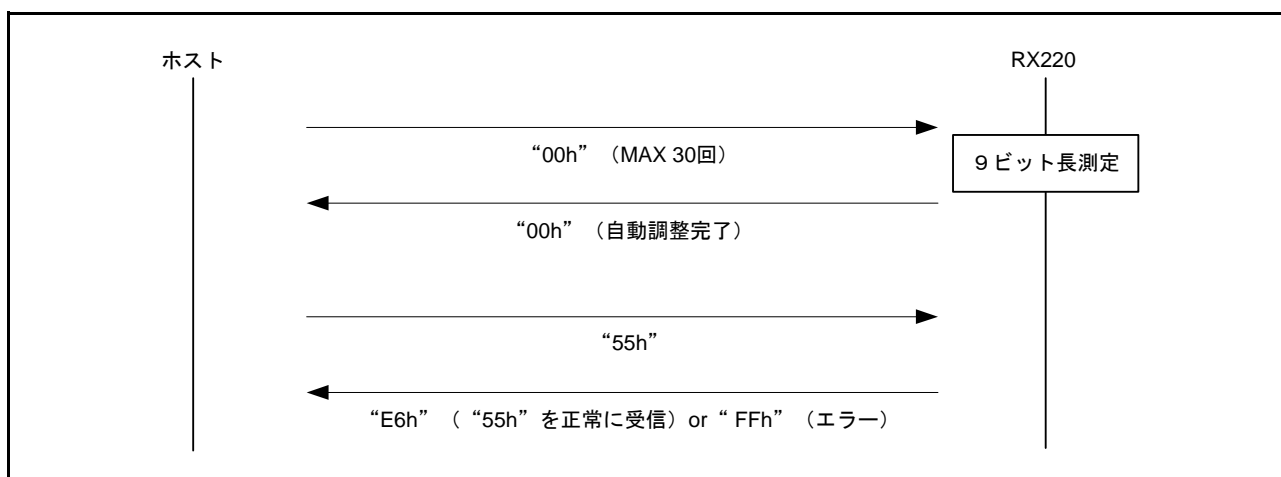 ホスト
RX220
“00h” （MAX 30回）
9ビット長測定
“00h” （自動調整完了）
“55h”
“E6h” （ “55h” を正常に受信）or “ FFh” （エラー）